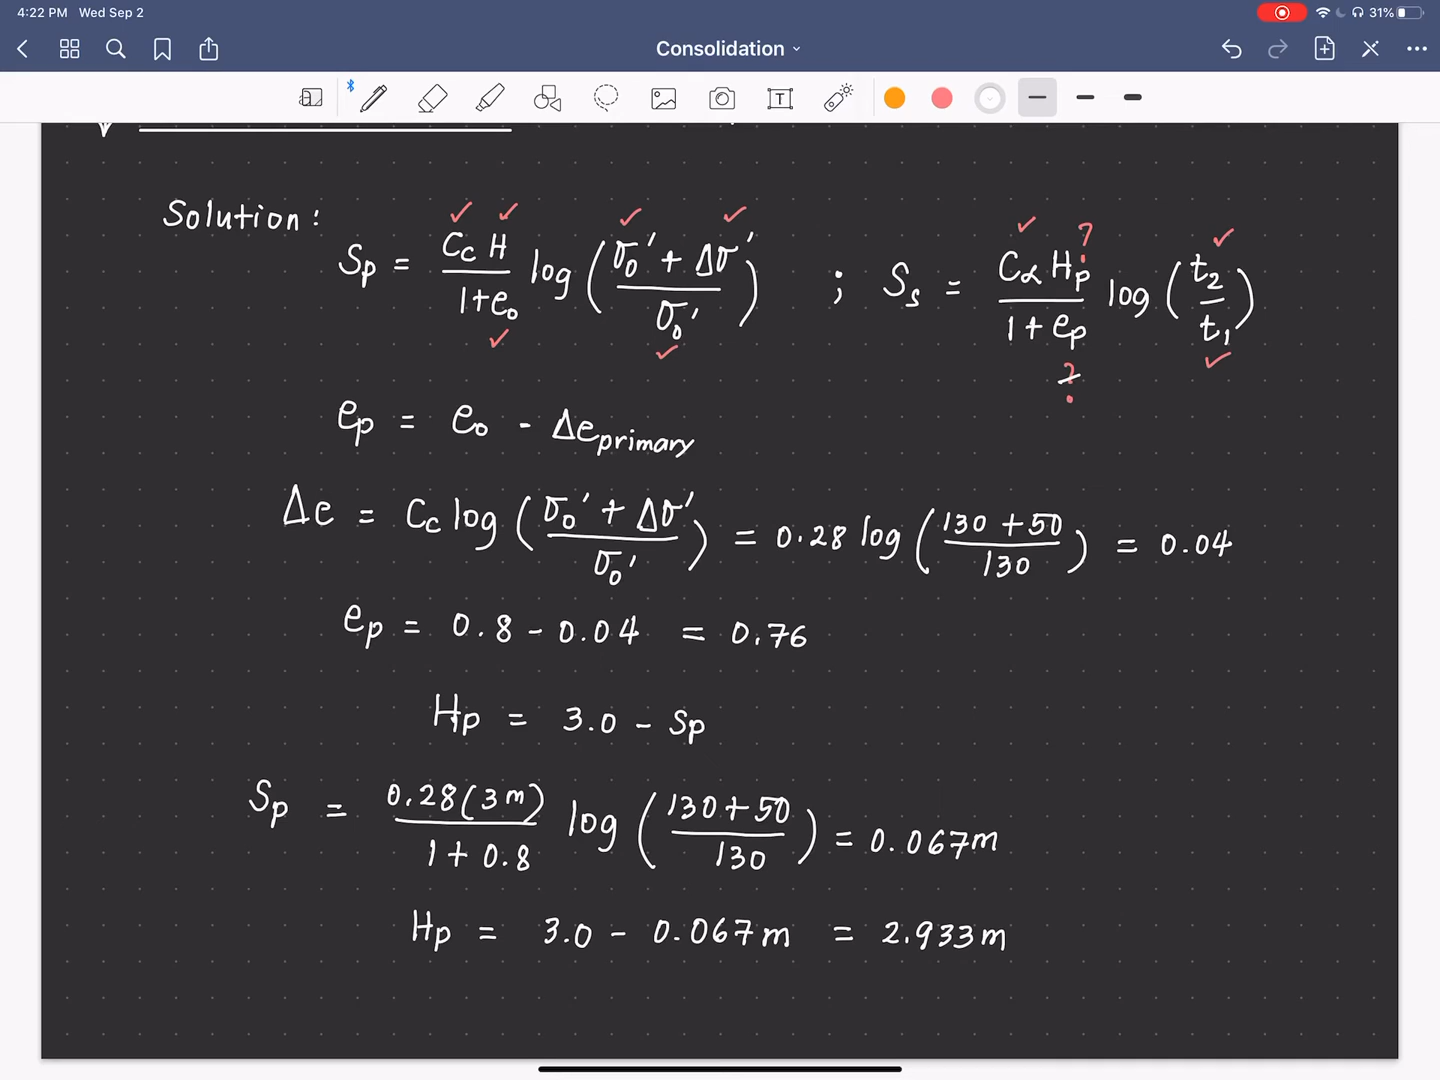 4:22 PM Wed Sep 2
31%
Consolidation
T
Solution:
Sp = Cc H / 1+e₀ log (σ₀' + Δσ' / σ₀') ; Ss = Cα Hp / 1 + ep log (t₂ / t₁)
?
?
ep = e₀ - Δe primary
Δe = Cc log (σ₀' + Δσ' / σ₀') = 0.28 log (130 + 50 / 130) = 0.04
ep = 0.8 - 0.04 = 0.76
Hp = 3.0 - Sp
Sp = 0.28(3m) / 1 + 0.8 log (130+50 / 130) = 0.067m
Hp = 3.0 - 0.067m = 2.933m